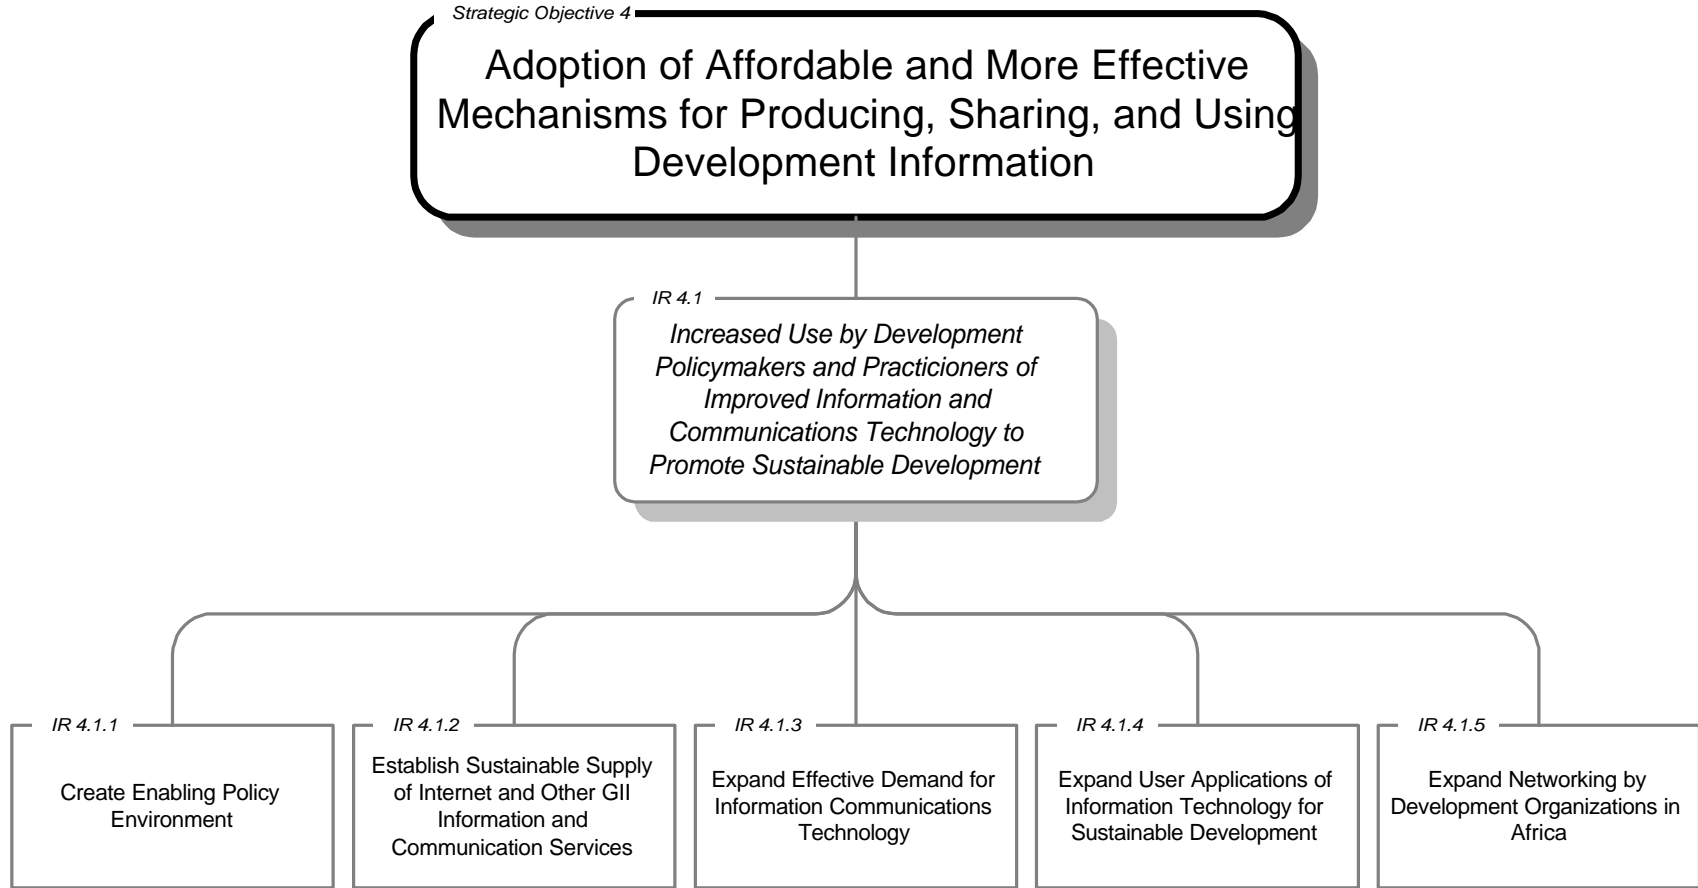 Strategic Objective 4
Adoption of Affordable and More Effective
Mechanisms for Producing, Sharing, and Using
Development Information
IR 4.1
Increased Use by Development
Policymakers and Practicioners of
Improved Information and
Communications Technology to
Promote Sustainable Development
IR 4.1.1
Create Enabling Policy
Environment
IR 4.1.2
Establish Sustainable Supply
of Internet and Other GII
Information and
Communication Services
IR 4.1.3
Expand Effective Demand for
Information Communications
Technology
IR 4.1.4
Expand User Applications of
Information Technology for
Sustainable Development
IR 4.1.5
Expand Networking by
Development Organizations in
Africa